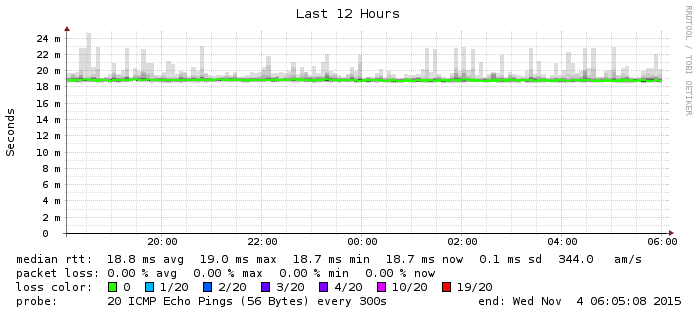 Last 12 Hours
RRDTOOL / TOBI OETIKER
Seconds
24 m
22 m
20 m
18 m
16 m
14 m
12 m
10 m
8 m
6 m
4 m
2 m
0
20:00 22:00 00:00 02:00 04:00 06:00
median rtt: 18.8 ms avg 19.0 ms max 18.7 ms min 18.7 ms now 0.1 ms sd 344.0 am/s
packet loss: 0.00 % avg 0.00 % max 0.00 % min 0.00 % now
loss color: 0 1/20 2/20 3/20 4/20 10/20 19/20
probe: 20 ICMP Echo Pings (56 Bytes) every 300s end: Wed Nov 4 06:05:08 2015